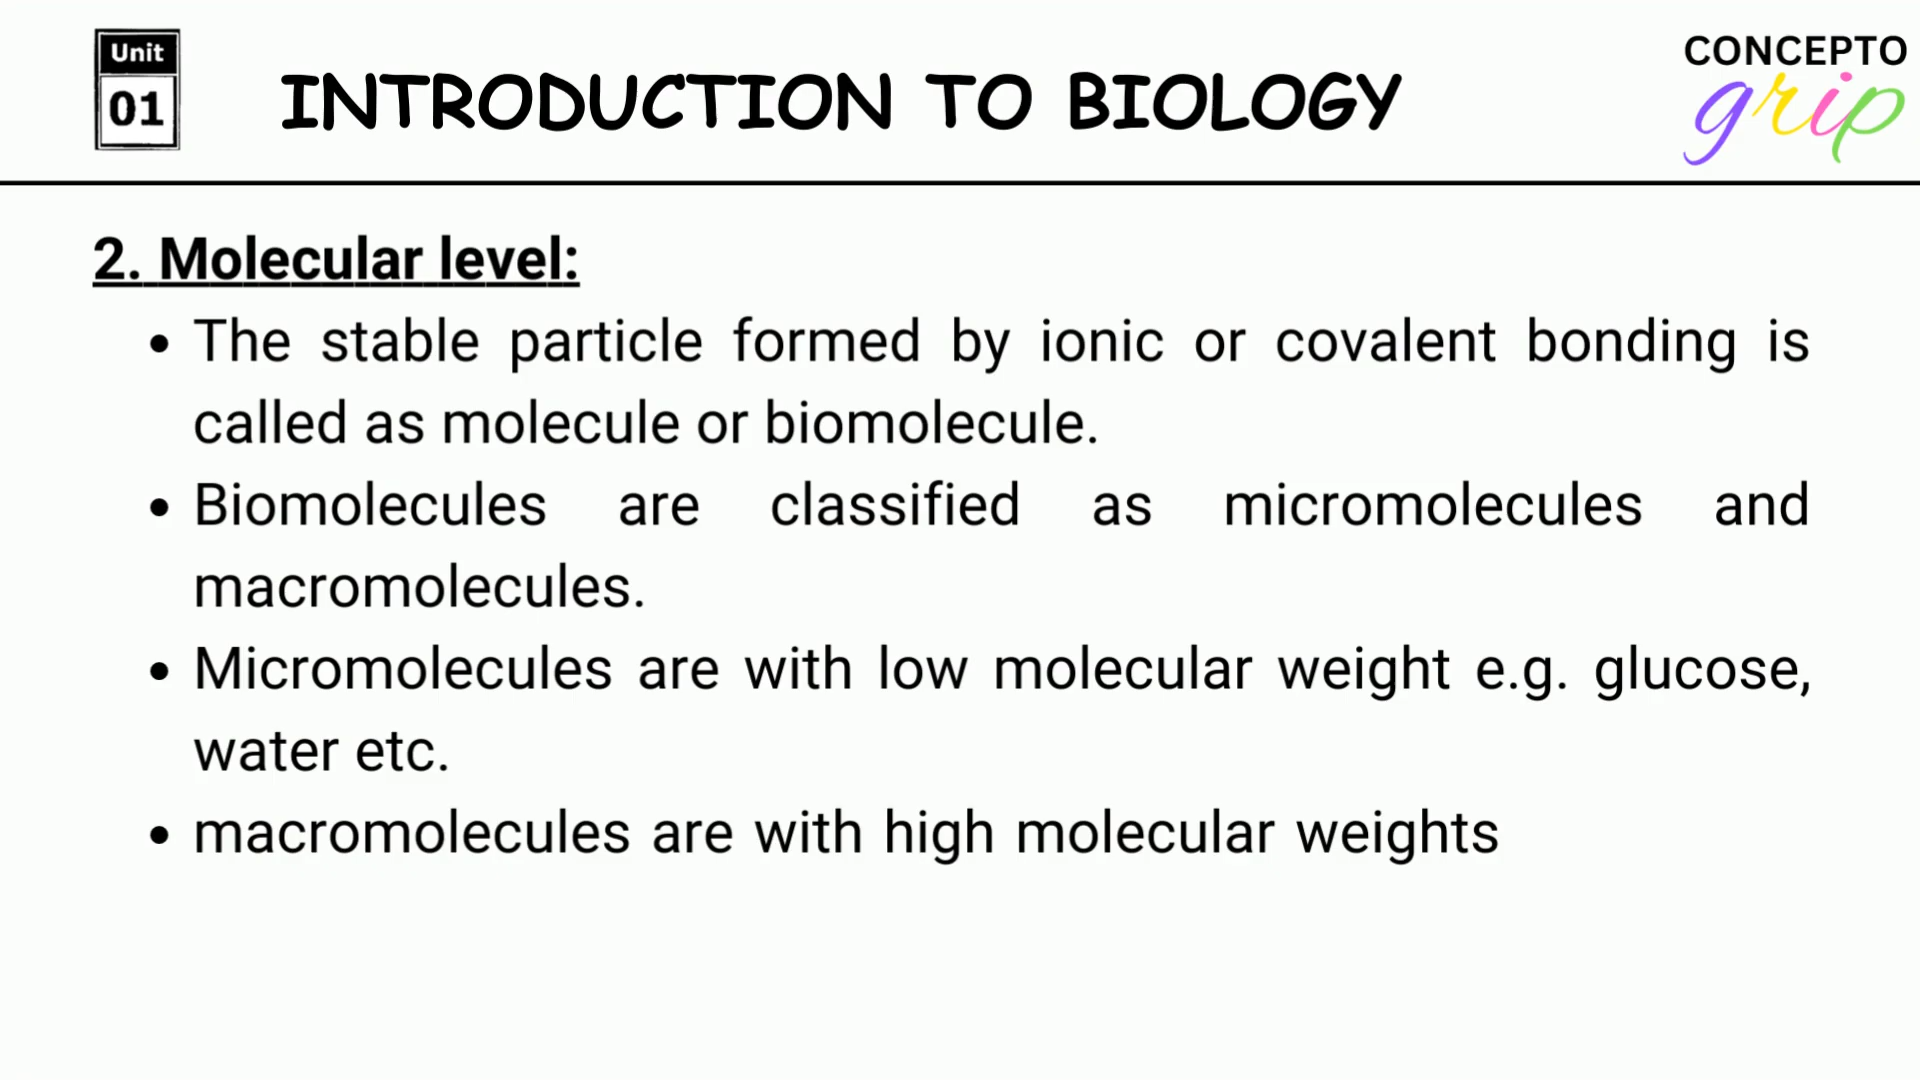 Unit
01
INTRODUCTION TO BIOLOGY
CONCEPTO
grip
2. Molecular level:
• The stable particle formed by ionic or covalent bonding is
called as molecule or biomolecule.
• Biomolecules are classified as micromolecules and
macromolecules.
• Micromolecules are with low molecular weight e.g. glucose,
water etc.
• macromolecules are with high molecular weights